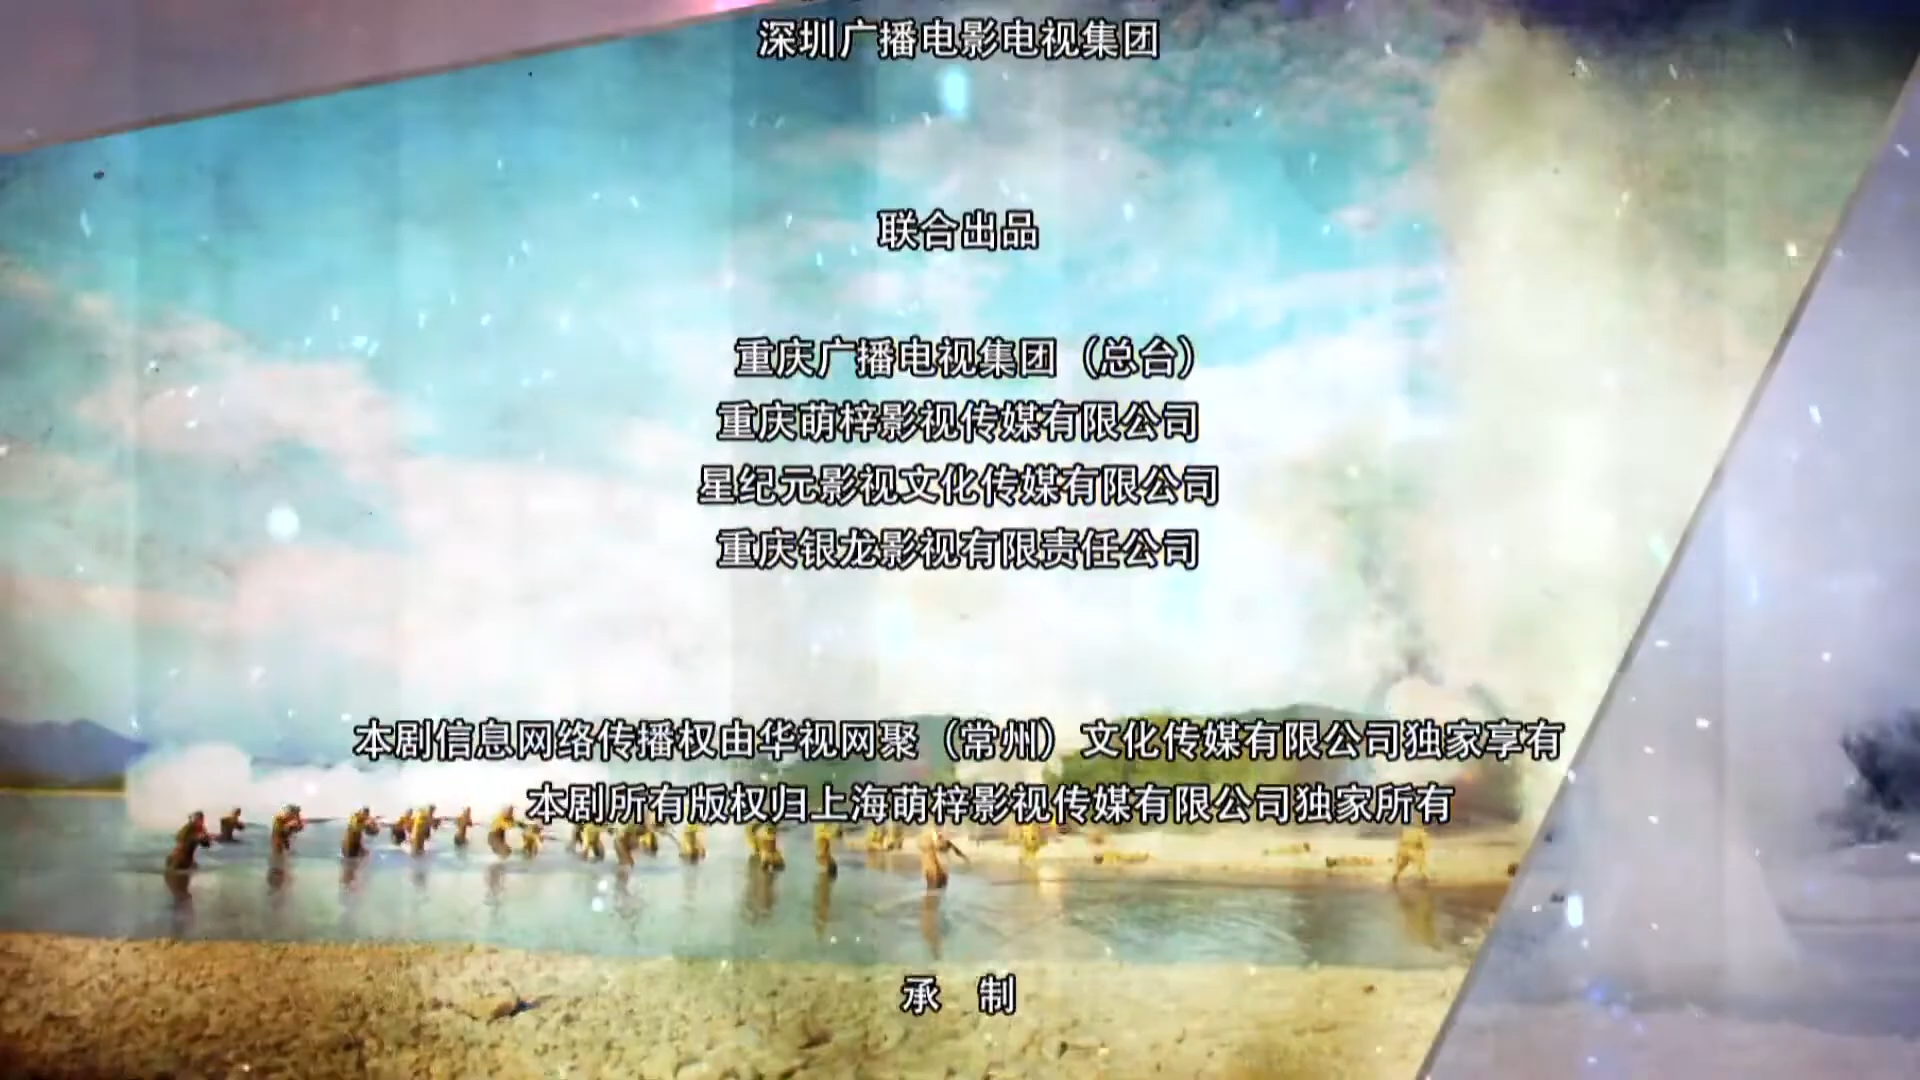 深圳广播电影电视集团
联合出品
重庆广播电视集团（总台）
重庆萌梓影视传媒有限公司
星纪元影视文化传媒有限公司
重庆银龙影视有限责任公司
本剧信息网络传播权由华视网聚（常州）文化传媒有限公司独家享有
本剧所有版权归上海萌梓影视传媒有限公司独家所有
承 制